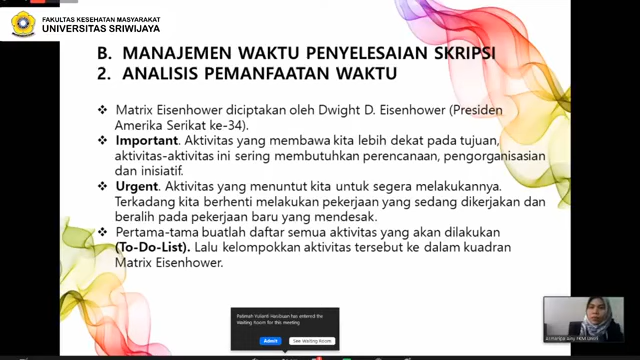 FAKULTAS KESEHATAN MASYARAKAT
UNIVERSITAS SRIWIJAYA
B. MANAJEMEN WAKTU PENYELESAIAN SKRIPSI
2. ANALISIS PEMANFAATAN WAKTU
❖ Matrix Eisenhower diciptakan oleh Dwight D. Eisenhower (Presiden
Amerika Serikat ke-34).
❖ Important. Aktivitas yang membawa kita lebih dekat pada tujuan,
aktivitas-aktivitas ini sering membutuhkan perencanaan, pengorganisasian
dan inisiatif.
❖ Urgent. Aktivitas yang menuntut kita untuk segera melakukannya.
Terkadang kita berhenti melakukan pekerjaan yang sedang dikerjakan dan
beralih pada pekerjaan baru yang mendesak.
❖ Pertama-tama buatlah daftar semua aktivitas yang akan dilakukan
(To-Do-List). Lalu kelompokkan aktivitas tersebut ke dalam kuadran
Matrix Eisenhower.
has entered the
Waiting Room for this meeting
Admit
See Waiting Room